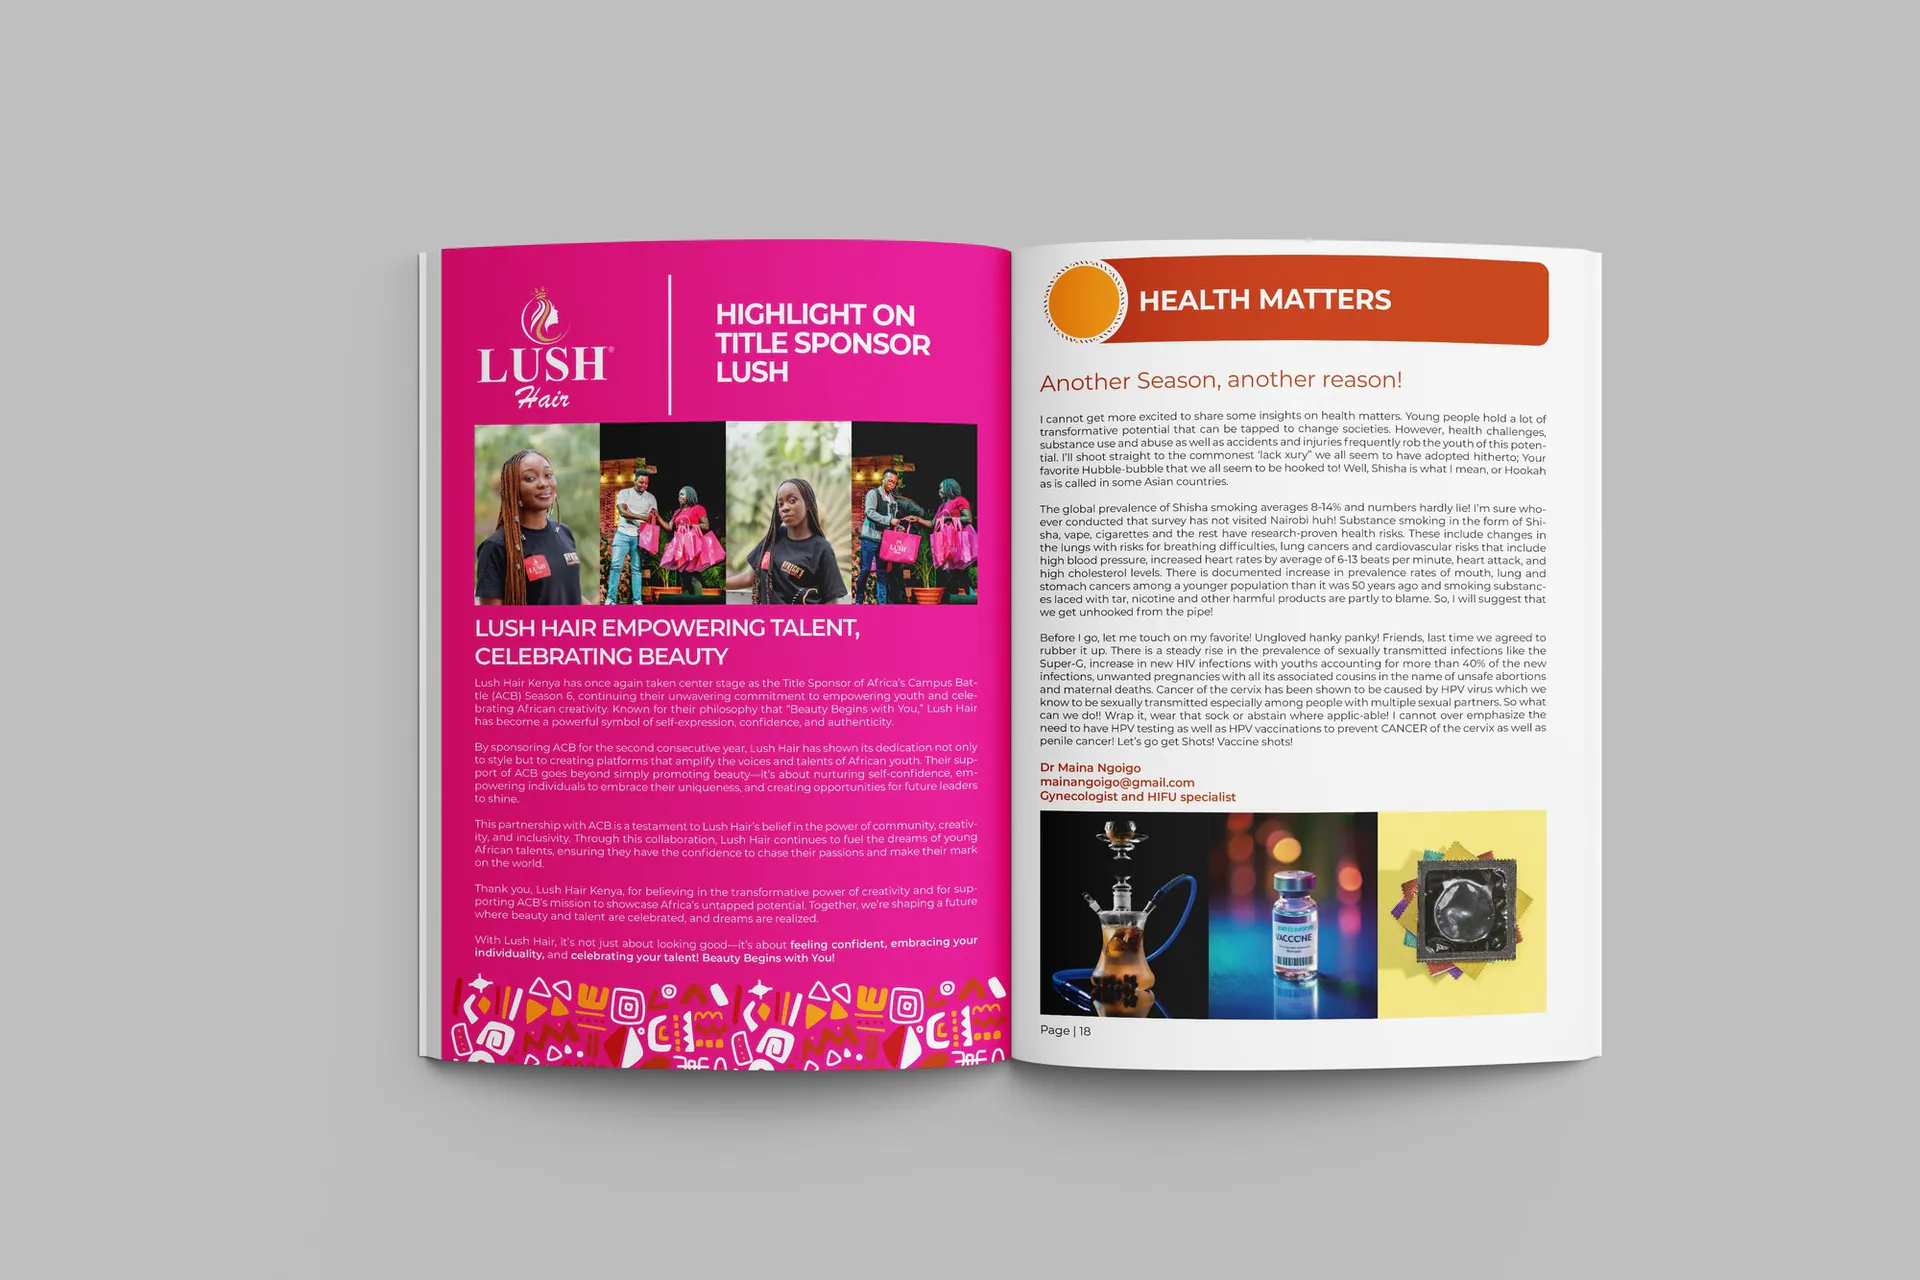 LUSH®
Hair
HIGHLIGHT ON
TITLE SPONSOR
LUSH
LUSH HAIR EMPOWERING TALENT,
CELEBRATING BEAUTY
Lush Hair Kenya has once again taken center stage as the Title Sponsor of Africa's Campus Bat-
tle (ACB) Season 6, continuing their unwavering commitment to empowering youth and cele-
brating African creativity. Known for their philosophy that "Beauty Begins with You," Lush Hair
has become a powerful symbol of self-expression, confidence, and authenticity.
By sponsoring ACB for the second consecutive year, Lush Hair has shown its dedication not only
to style but to creating platforms that amplify the voices and talents of African youth. Their sup-
port of ACB goes beyond simply promoting beauty—it's about nurturing self-confidence, em-
powering individuals to embrace their uniqueness, and creating opportunities for future leaders
to shine.
This partnership with ACB is a testament to Lush Hair's belief in the power of community, creativ-
ity, and inclusivity. Through this collaboration, Lush Hair continues to fuel the dreams of young
African talents, ensuring they have the confidence to chase their passions and make their mark
on the world.
Thank you, Lush Hair Kenya, for believing in the transformative power of creativity and for sup-
porting ACB's mission to showcase Africa's untapped potential. Together, we're shaping a future
where beauty and talent are celebrated, and dreams are realized.
With Lush Hair, it's not just about looking good—it's about feeling confident, embracing your
individuality, and celebrating your talent! Beauty Begins with You!
HEALTH MATTERS
Another Season, another reason!
I cannot get more excited to share some insights on health matters. Young people hold a lot of
transformative potential that can be tapped to change societies. However, health challenges,
substance use and abuse as well as accidents and injuries frequently rob the youth of this poten-
tial. I'll shoot straight to the commonest 'lack xury" we all seem to have adopted hitherto; Your
favorite Hubble-bubble that we all seem to be hooked to! Well, Shisha is what I mean, or Hookah
as is called in some Asian countries.
The global prevalence of Shisha smoking averages 8-14% and numbers hardly lie! I'm sure who-
ever conducted that survey has not visited Nairobi huh! Substance smoking in the form of Shi-
sha, vape, cigarettes and the rest have research-proven health risks. These include changes in
the lungs with risks for breathing difficulties, lung cancers and cardiovascular risks that include
high blood pressure, increased heart rates by average of 6-13 beats per minute, heart attack, and
high cholesterol levels. There is documented increase in prevalence rates of mouth, lung and
stomach cancers among a younger population than it was 50 years ago and smoking substanc-
es laced with tar, nicotine and other harmful products are partly to blame. So, I will suggest that
we get unhooked from the pipe!
Before I go, let me touch on my favorite! Ungloved hanky panky! Friends, last time we agreed to
rubber it up. There is a steady rise in the prevalence of sexually transmitted infections like the
Super-G, increase in new HIV infections with youths accounting for more than 40% of the new
infections, unwanted pregnancies with all its associated cousins in the name of unsafe abortions
and maternal deaths. Cancer of the cervix has been shown to be caused by HPV virus which we
know to be sexually transmitted especially among people with multiple sexual partners. So what
can we do!! Wrap it, wear that sock or abstain where applic-able! I cannot over emphasize the
need to have HPV testing as well as HPV vaccinations to prevent CANCER of the cervix as well as
penile cancer! Let's go get Shots! Vaccine shots!
Dr Maina Ngoigo
mainangoigo@gmail.com
Gynecologist and HIFU specialist
VACCCINE
Page | 18